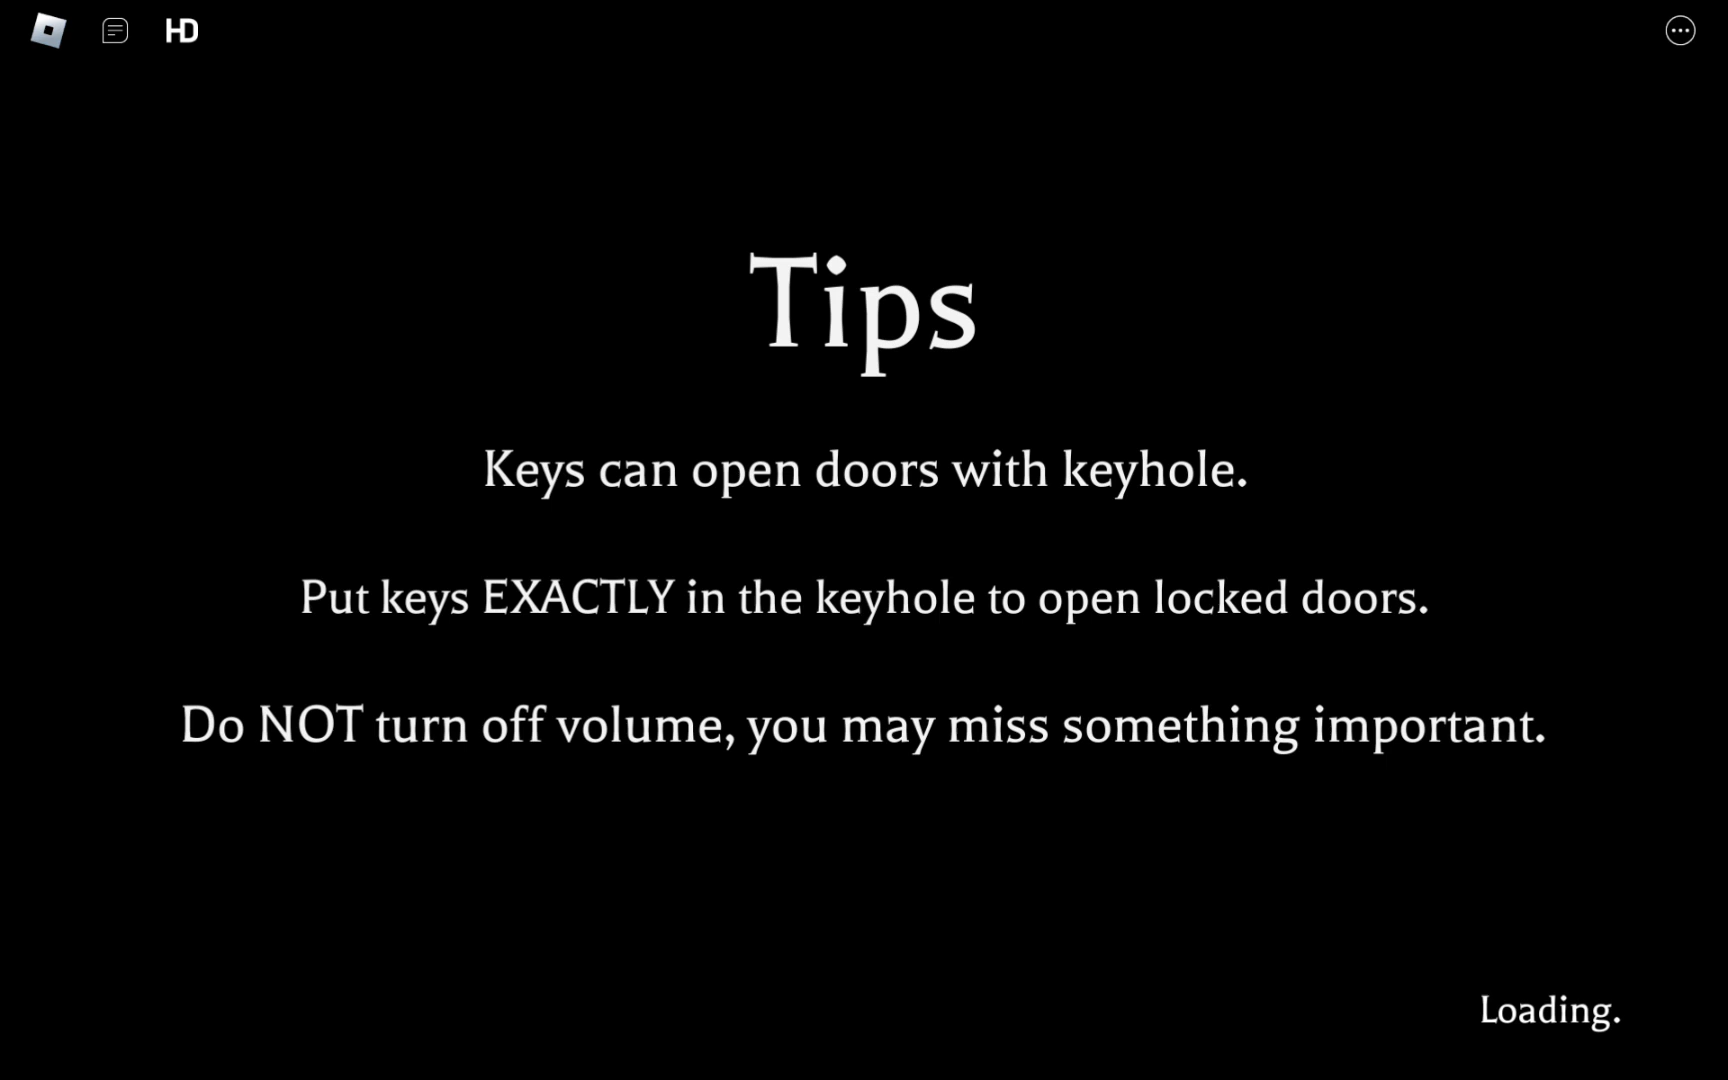 HD
Tips
Keys can open doors with keyhole.
Put keys EXACTLY in the keyhole to open locked doors.
Do NOT turn off volume, you may miss something important.
Loading.